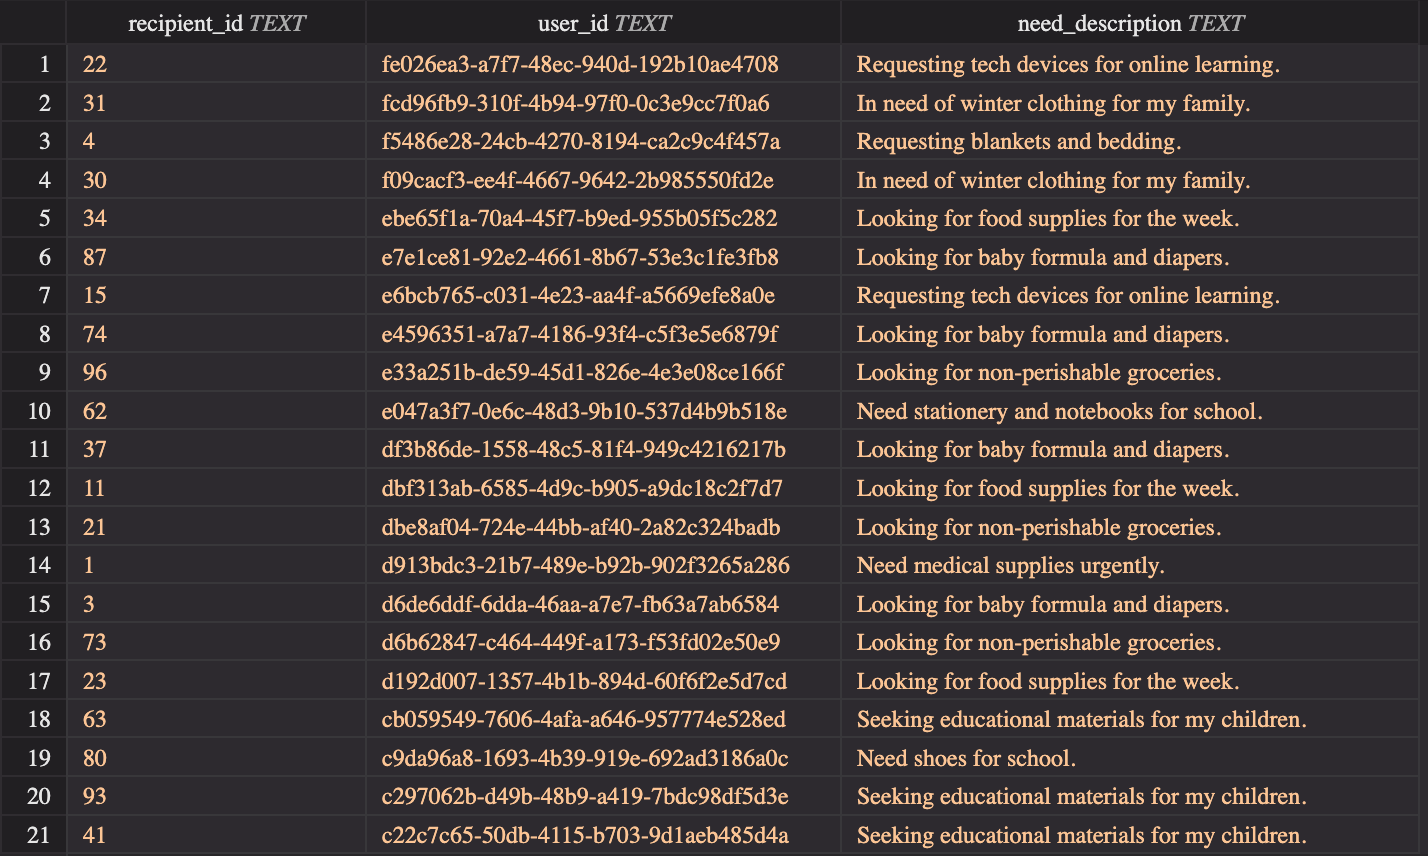 recipient_id TEXT user_id TEXT need_description TEXT
1 22 fe026ea3-a7f7-48ec-940d-192b10ae4708 Requesting tech devices for online learning.
2 31 fcd96fb9-310f-4b94-97f0-0c3e9cc7f0a6 In need of winter clothing for my family.
3 4 f5486e28-24cb-4270-8194-ca2c9c4f457a Requesting blankets and bedding.
4 30 f09cacf3-ee4f-4667-9642-2b985550fd2e In need of winter clothing for my family.
5 34 ebe65f1a-70a4-45f7-b9ed-955b05f5c282 Looking for food supplies for the week.
6 87 e7e1ce81-92e2-4661-8b67-53e3c1fe3fb8 Looking for baby formula and diapers.
7 15 e6bcb765-c031-4e23-aa4f-a5669efe8a0e Requesting tech devices for online learning.
8 74 e4596351-a7a7-4186-93f4-c5f3e5e6879f Looking for baby formula and diapers.
9 96 e33a251b-de59-45d1-826e-4e3e08ce166f Looking for non-perishable groceries.
10 62 e047a3f7-0e6c-48d3-9b10-537d4b9b518e Need stationery and notebooks for school.
11 37 df3b86de-1558-48c5-81f4-949c4216217b Looking for baby formula and diapers.
12 11 dbf313ab-6585-4d9c-b905-a9dc18c2f7d7 Looking for food supplies for the week.
13 21 dbe8af04-724e-44bb-af40-2a82c324badb Looking for non-perishable groceries.
14 1 d913bdc3-21b7-489e-b92b-902f3265a286 Need medical supplies urgently.
15 3 d6de6ddf-6dda-46aa-a7e7-fb63a7ab6584 Looking for baby formula and diapers.
16 73 d6b62847-c464-449f-a173-f53fd02e50e9 Looking for non-perishable groceries.
17 23 d192d007-1357-4b1b-894d-60f6f2e5d7cd Looking for food supplies for the week.
18 63 cb059549-7606-4afa-a646-957774e528ed Seeking educational materials for my children.
19 80 c9da96a8-1693-4b39-919e-692ad3186a0c Need shoes for school.
20 93 c297062b-d49b-48b9-a419-7bdc98df5d3e Seeking educational materials for my children.
21 41 c22c7c65-50db-4115-b703-9d1aeb485d4a Seeking educational materials for my children.